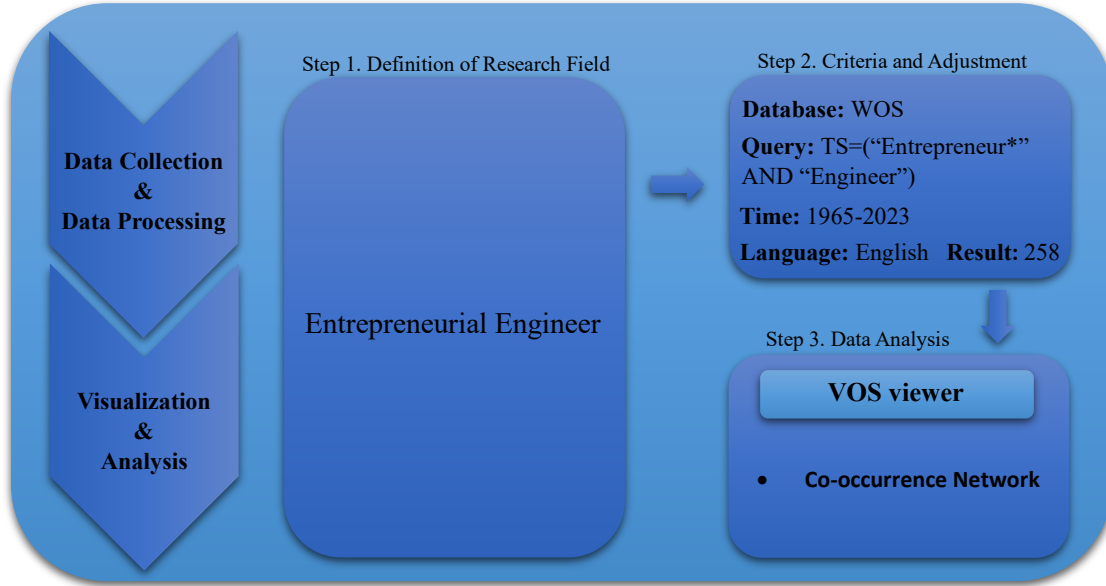 Data Collection
&
Data Processing
Visualization
&
Analysis
Step 1. Definition of Research Field
Entrepreneurial Engineer
Step 2. Criteria and Adjustment
Database: WOS
Query: TS=(“Entrepreneur*”
AND “Engineer”)
Time: 1965-2023
Language: English Result: 258
Step 3. Data Analysis
VOS viewer
• Co-occurrence Network